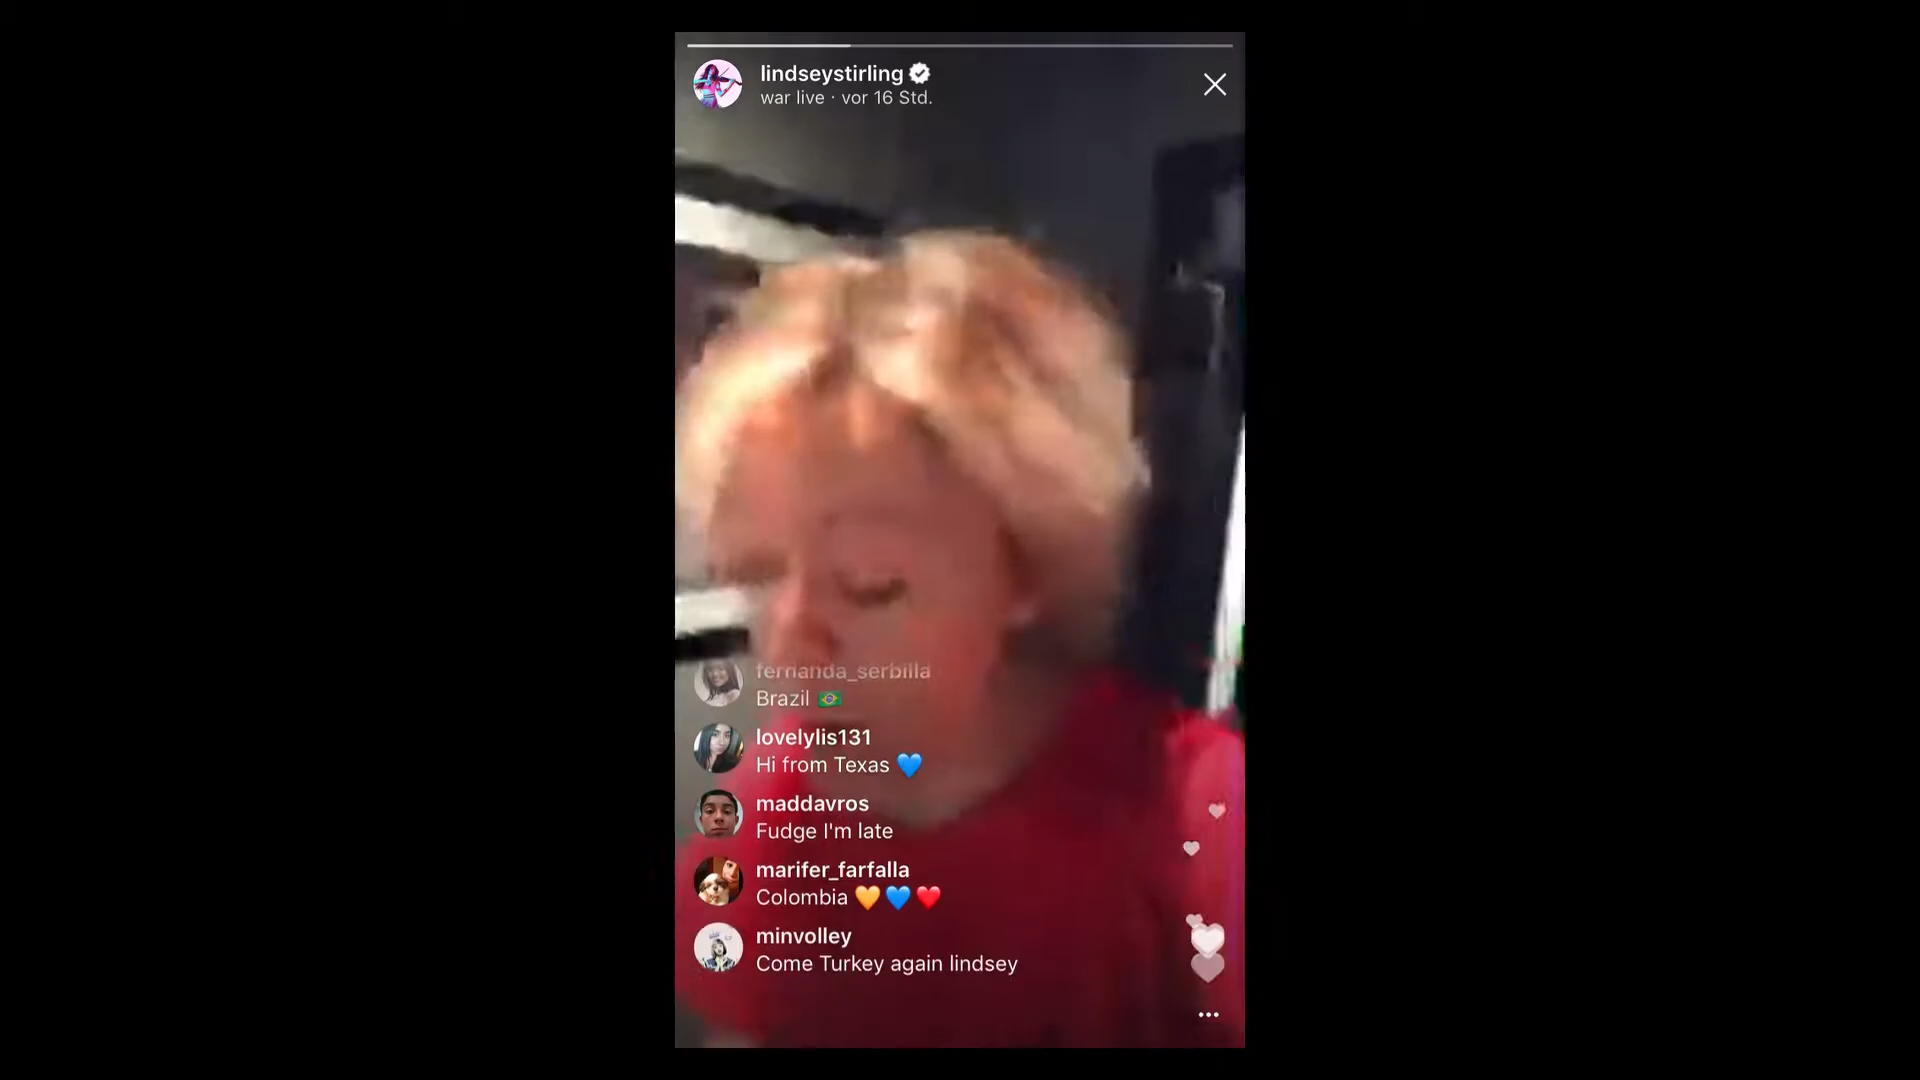 lindseystirling
war live · vor 16 Std.
fernanda_serbilla
Brazil 🇧🇷
lovelylis131
Hi from Texas 💙
maddavros
Fudge I'm late
marifer_farfalla
Colombia 💛 💙 ❤️
minvolley
Come Turkey again lindsey